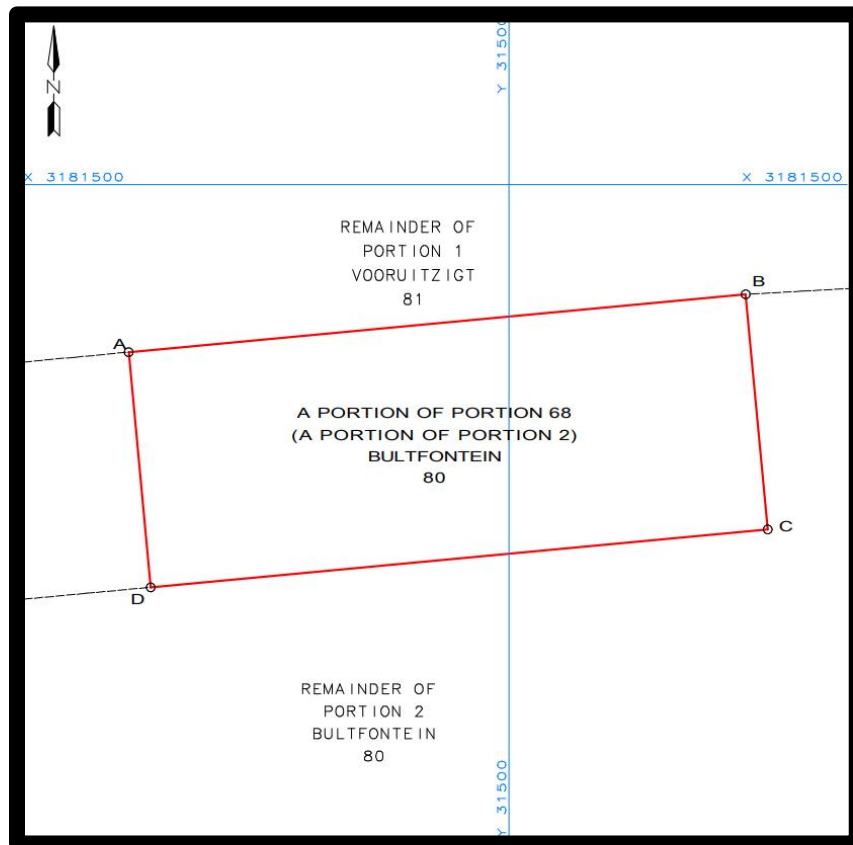 N
Y 31500
X 3181500
X 3181500
REMAINDER OF
PORTION 1
VOORUITZIGT
81
B
A
A PORTION OF PORTION 68
(A PORTION OF PORTION 2)
BULTFONTEIN
80
C
D
REMAINDER OF
PORTION 2
BULTFONTEIN
80
Y 31500